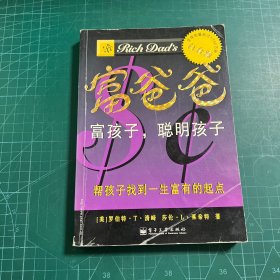 Rich Dad's
富爸爸
富孩子，聪明孩子
帮孩子找到一生富有的起点
[美]罗伯特·T·清崎 莎伦·L·莱希特 著
电子工业出版社